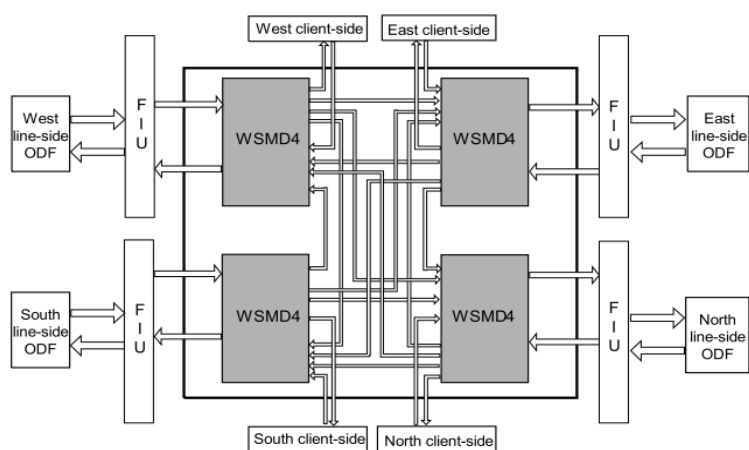 West client-side
East client-side
F
I
U
WSMD4
WSMD4
F
I
U
West
line-side
ODF
East
line-side
ODF
F
I
U
WSMD4
WSMD4
F
I
U
South
line-side
ODF
North
line-side
ODF
South client-side
North client-side